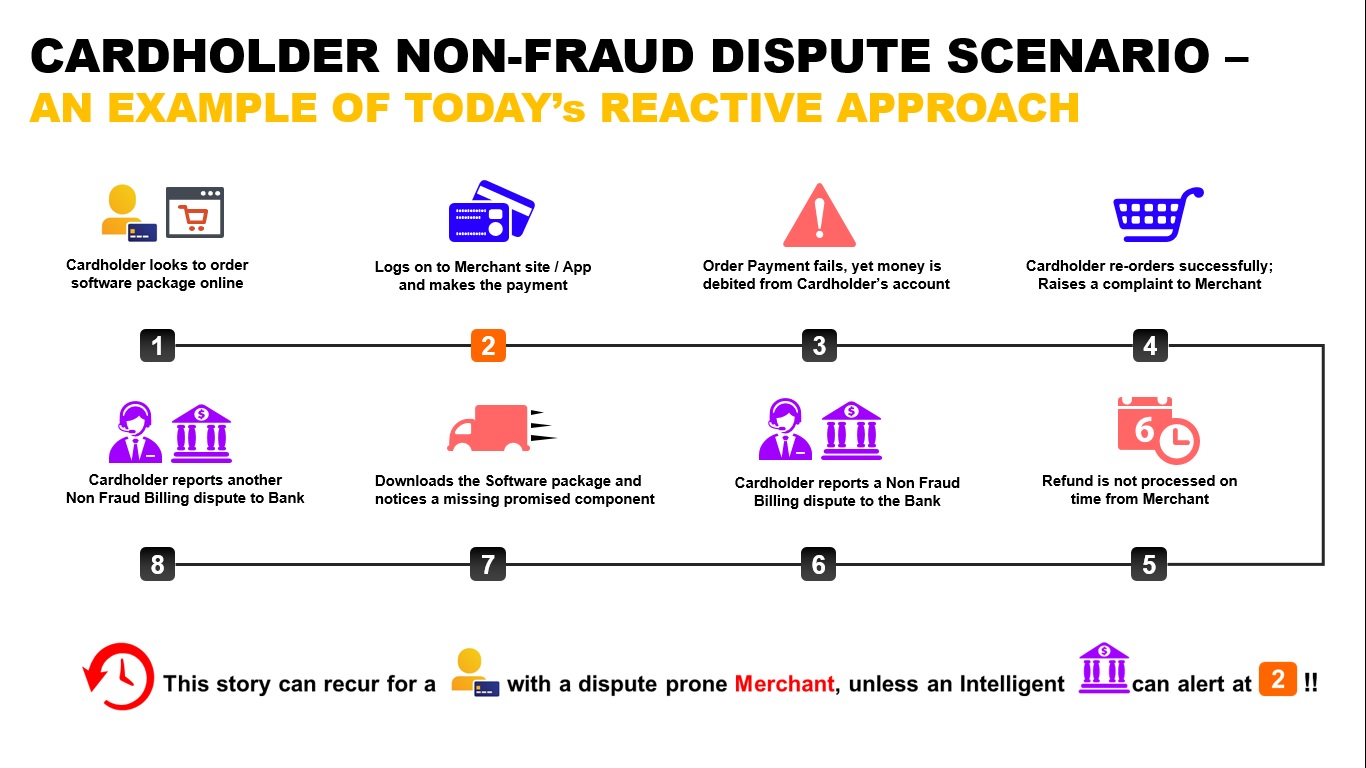 CARDHOLDER NON-FRAUD DISPUTE SCENARIO –
AN EXAMPLE OF TODAY’s REACTIVE APPROACH
Cardholder looks to order
software package online
Logs on to Merchant site / App
and makes the payment
Order Payment fails, yet money is
debited from Cardholder’s account
Cardholder re-orders successfully;
Raises a complaint to Merchant
1
2
3
4
6
Refund is not processed on
time from Merchant
$
Cardholder reports a Non Fraud
Billing dispute to the Bank
Downloads the Software package and
notices a missing promised component
$
Cardholder reports another
Non Fraud Billing dispute to Bank
8
7
6
5
This story can recur for a with a dispute prone Merchant, unless an Intelligent $ can alert at 2 !!